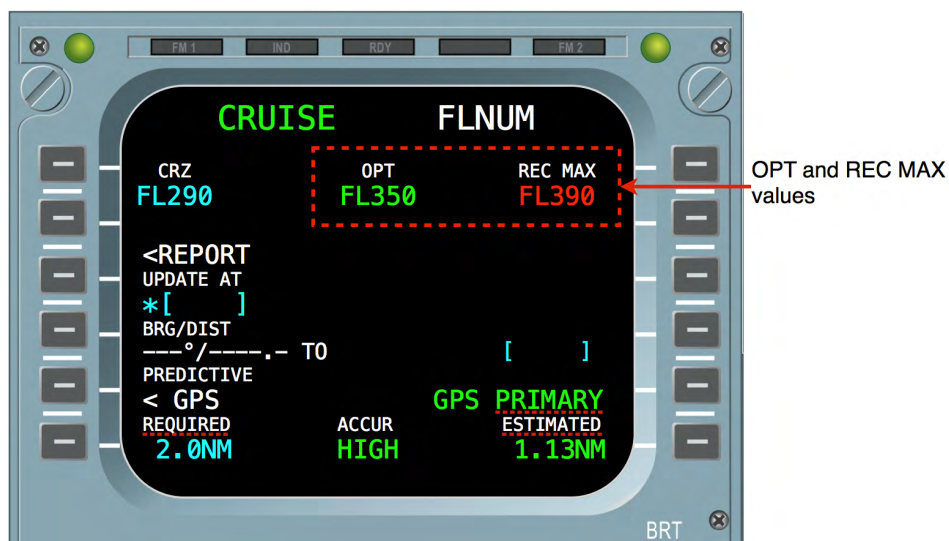 FM 1 IND RDY FM 2
CRUISE FLNUM
CRZ OPT REC MAX
FL290 FL350 FL390
OPT and REC MAX
values
<REPORT
UPDATE AT
*[ ]
BRG/DIST
---°/----.- TO [ ]
PREDICTIVE
< GPS GPS PRIMARY
REQUIRED ACCUR ESTIMATED
2.0NM HIGH 1.13NM
BRT